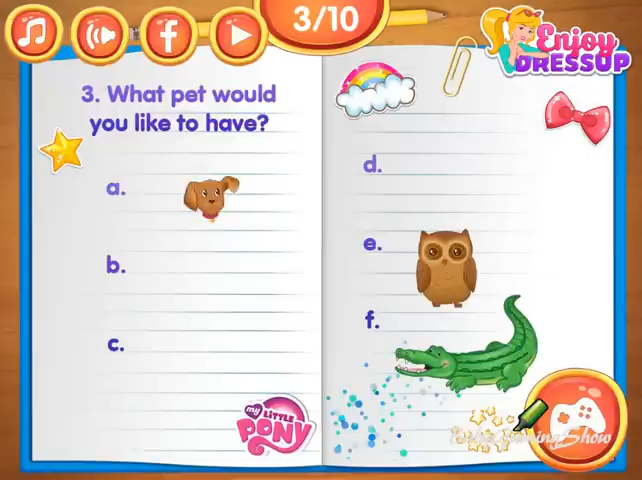 3/10
Enjoy
DRESSUP
3. What pet would
you like to have?
a.
b.
c.
d.
e.
f.
my
LITTLE
PONY